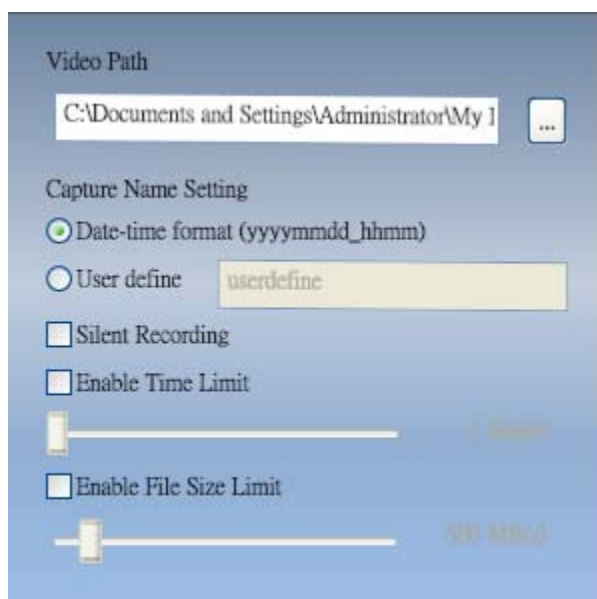 Video Path
C:\Documents and Settings\Administrator\My
...
Capture Name Setting
Date-time format (yyyymmdd_hhmm)
User define
userdefine
Silent Recording
Enable Time Limit
Enable File Size Limit
500